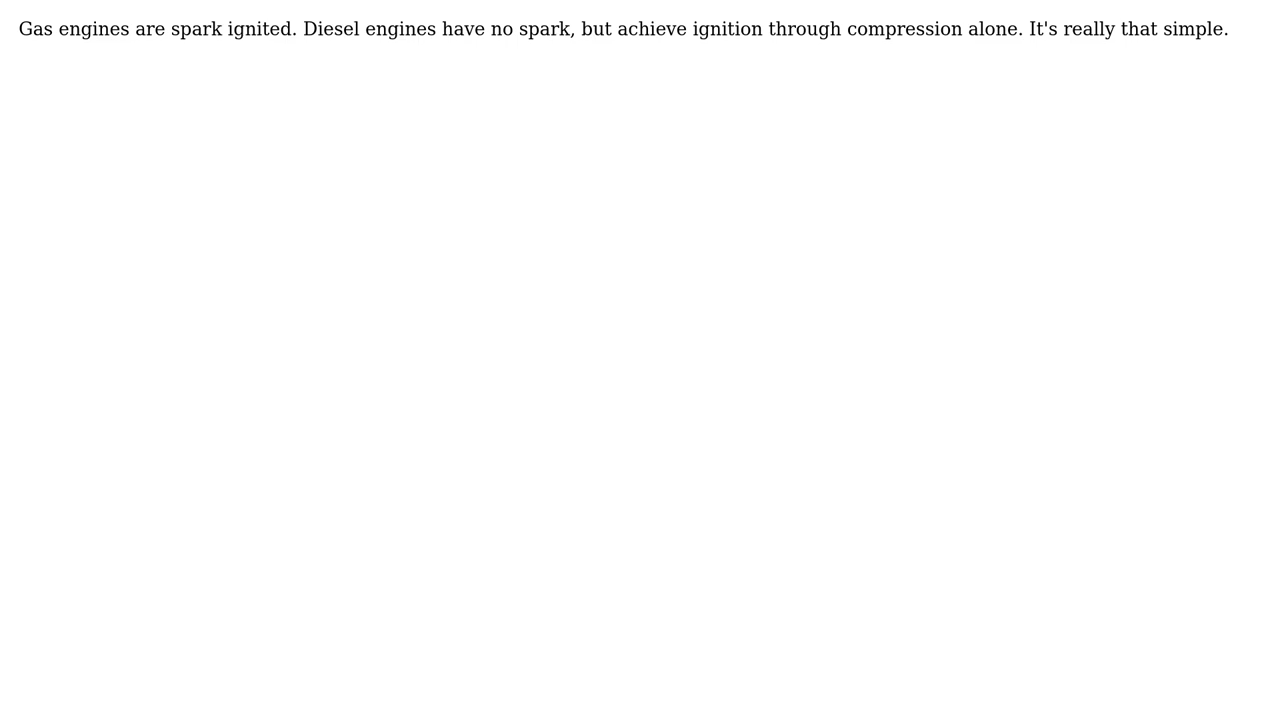 Gas engines are spark ignited. Diesel engines have no spark, but achieve ignition through compression alone. It's really that simple.